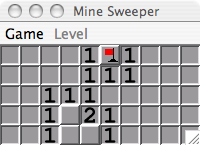 Mine Sweeper
Game Level
1 1
1 1 1
1 1 1
1 2 1
1 1